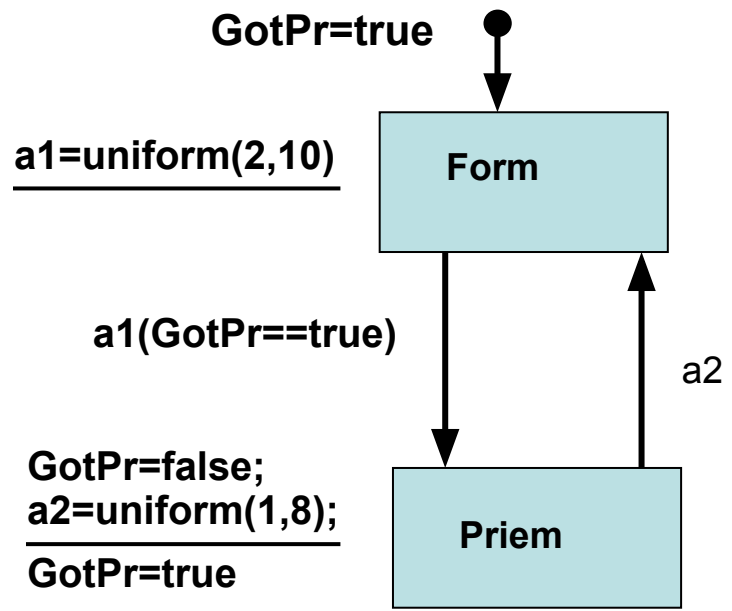 GotPr=true
a1=uniform(2,10)
Form
a1(GotPr==true)
a2
GotPr=false;
a2=uniform(1,8);
Priem
GotPr=true